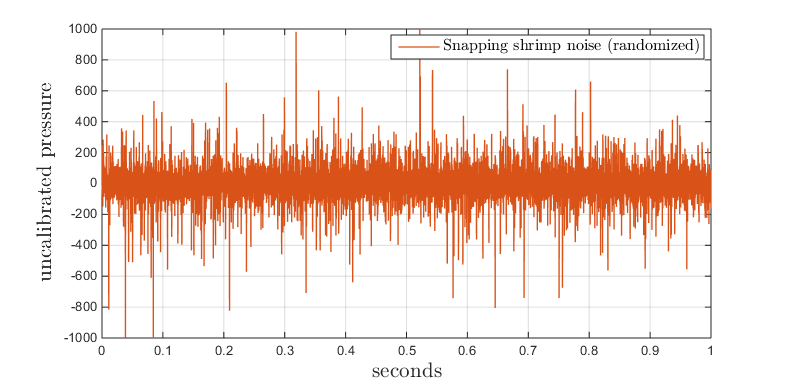 1000
800
600
400
200
0
-200
-400
-600
-800
-1000
uncalibrated pressure
Snapping shrimp noise (randomized)
0 0.1 0.2 0.3 0.4 0.5 0.6 0.7 0.8 0.9 1
seconds